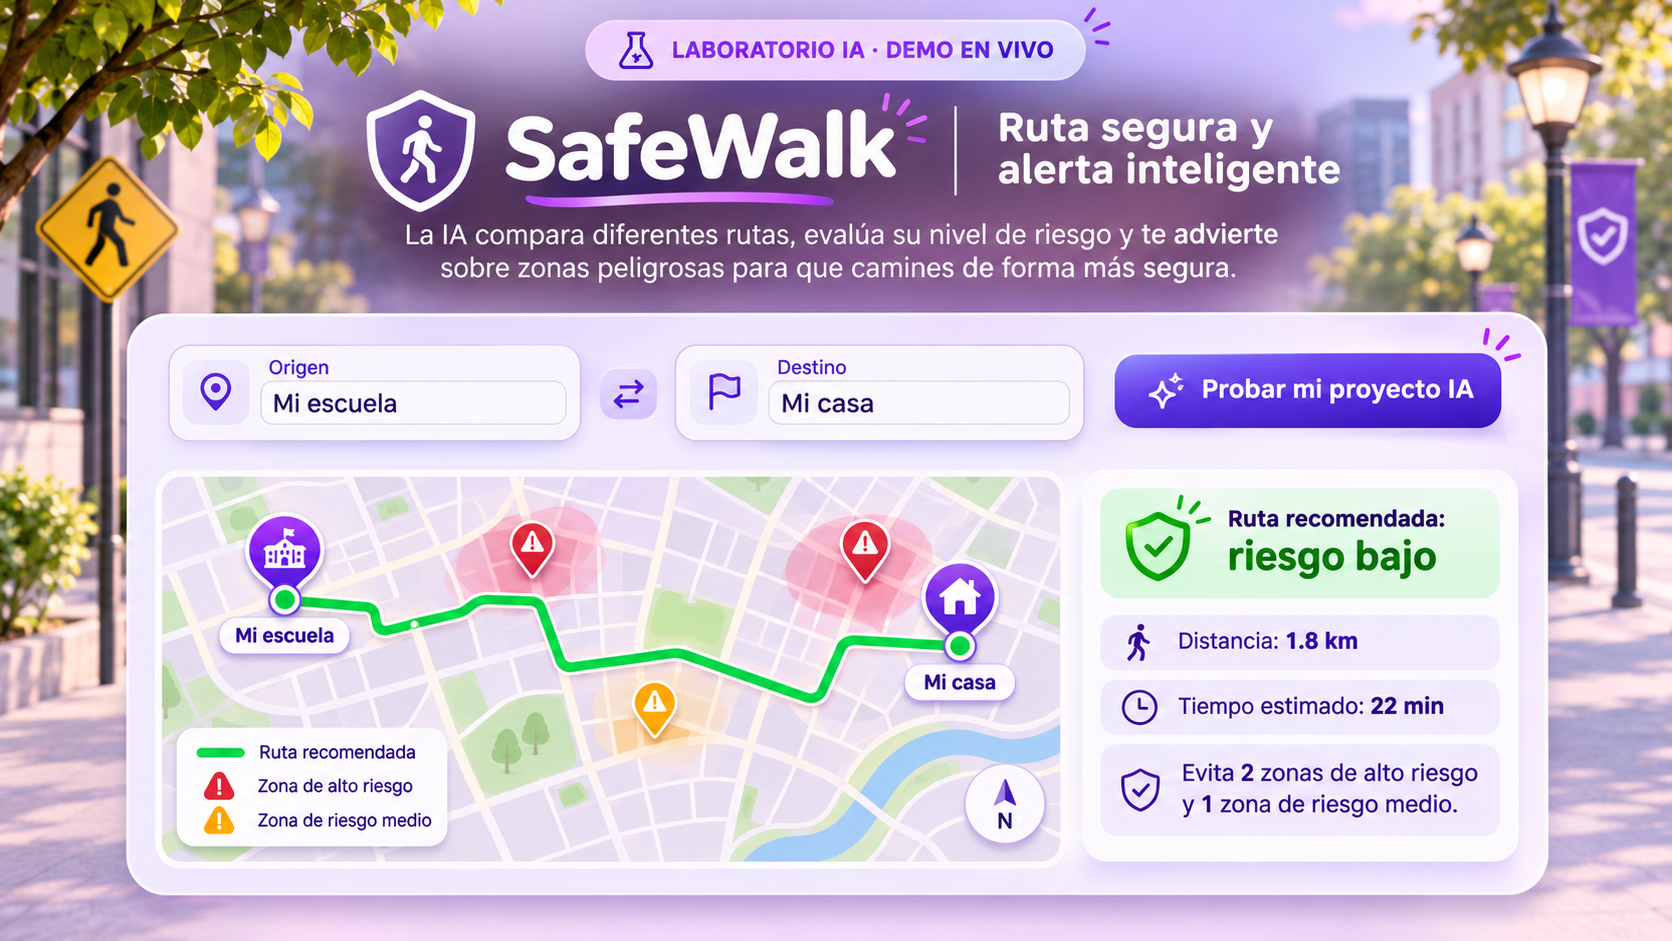 LABORATORIO IA · DEMO EN VIVO
SafeWalk
Ruta segura y
alerta inteligente
La IA compara diferentes rutas, evalúa su nivel de riesgo y te advierte
sobre zonas peligrosas para que camines de forma más segura.
Origen
Mi escuela
Destino
Mi casa
Probar mi proyecto IA
Mi escuela
Mi casa
Ruta recomendada
Zona de alto riesgo
Zona de riesgo medio
N
Ruta recomendada:
riesgo bajo
Distancia: 1.8 km
Tiempo estimado: 22 min
Evita 2 zonas de alto riesgo
y 1 zona de riesgo medio.